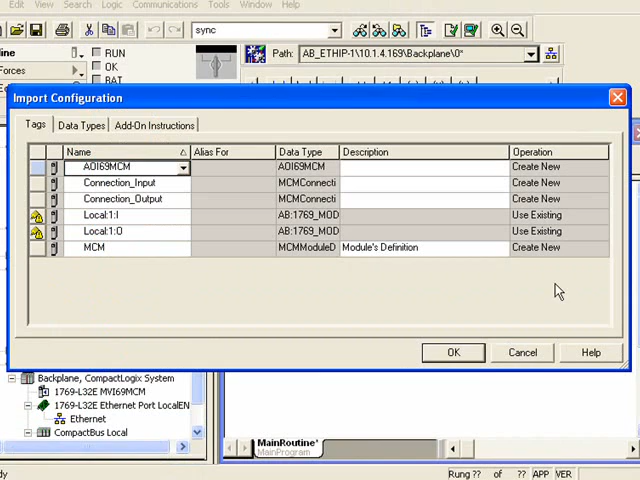 it Search Logic Communications Tools Window Help
sync
line
Forces
RUN
OK
BAT
Path: AB_ETHIP-1\10.1.4.169\Backplane\0*
Import Configuration
Tags Data Types Add-On Instructions
Name Alias For Data Type Description Operation
AOI69MCM AOI69MCM Create New
Connection_Input MCMConnecti Create New
Connection_Output MCMConnecti Create New
Local:1:I AB:1769_MOD Use Existing
Local:1:O AB:1769_MOD Use Existing
MCM MCMModuleD Module's Definition Create New
OK Cancel Help
Backplane, CompactLogix System
1769-L32E MVI69MCM
1769-L32E Ethernet Port LocalEN
Ethernet
CompactBus Local
MainRoutine*
MainProgram
dy Rung ?? of ?? APP VER